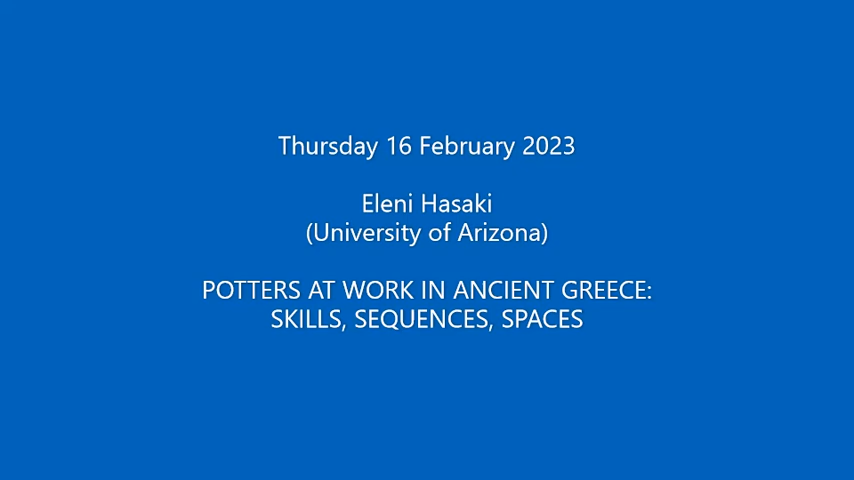 Thursday 16 February 2023
Eleni Hasaki
(University of Arizona)
POTTERS AT WORK IN ANCIENT GREECE:
SKILLS, SEQUENCES, SPACES